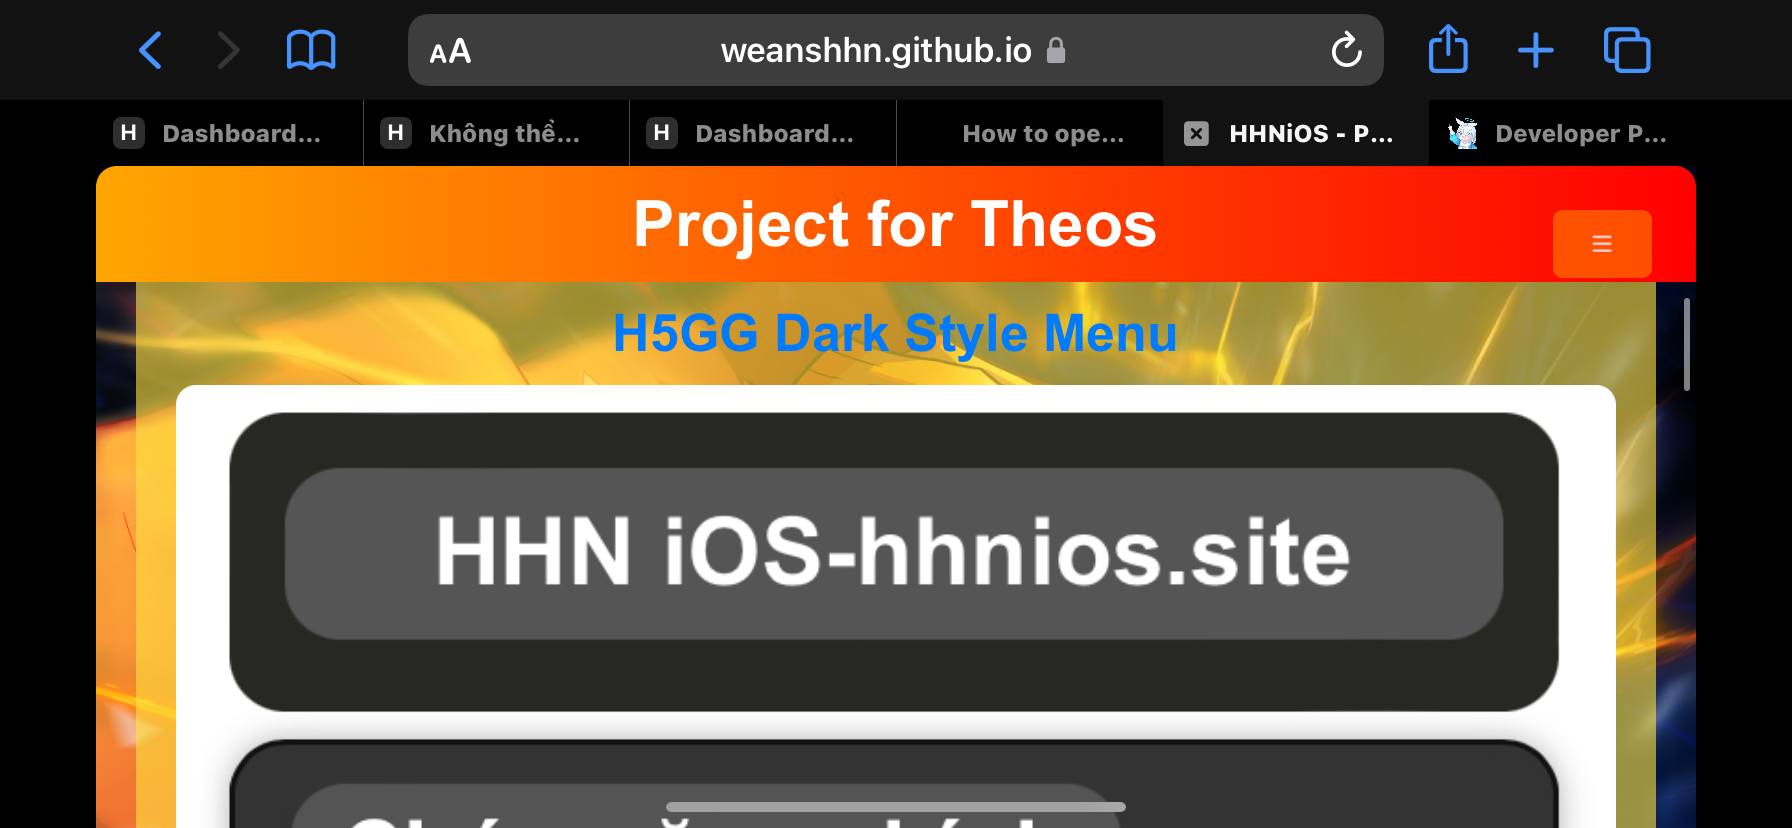 AA weanshhn.github.io
H Dashboard... H Không thể... H Dashboard... How to ope... HHNiOS - P... Developer P...
Project for Theos
H5GG Dark Style Menu
HHN iOS-hhnios.site